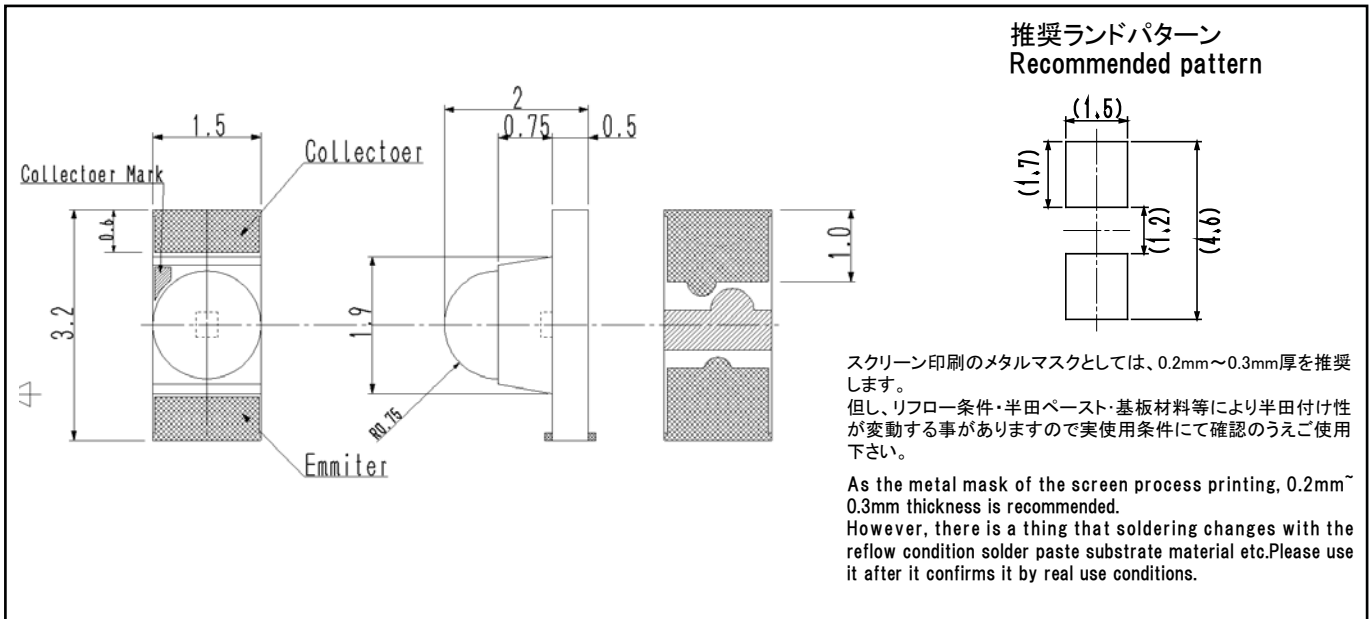 推奨ランドパターン
Recommended pattern
(1.5)
(1.7)
(1.2)
(4.6)
1.5
Collectoer
Collectoer Mark
0.6
3.2
Emmiter
2
0.75
0.5
1.9
R0.75
1.0
スクリーン印刷のメタルマスクとしては、0.2mm～0.3mm厚を推奨
します。
但し、リフロー条件・半田ペースト・基板材料等により半田付け性
が変動する事がありますので実使用条件にて確認のうえご使用
下さい。
As the metal mask of the screen process printing, 0.2mm~
0.3mm thickness is recommended.
However, there is a thing that soldering changes with the
reflow condition solder paste substrate material etc.Please use
it after it confirms it by real use conditions.